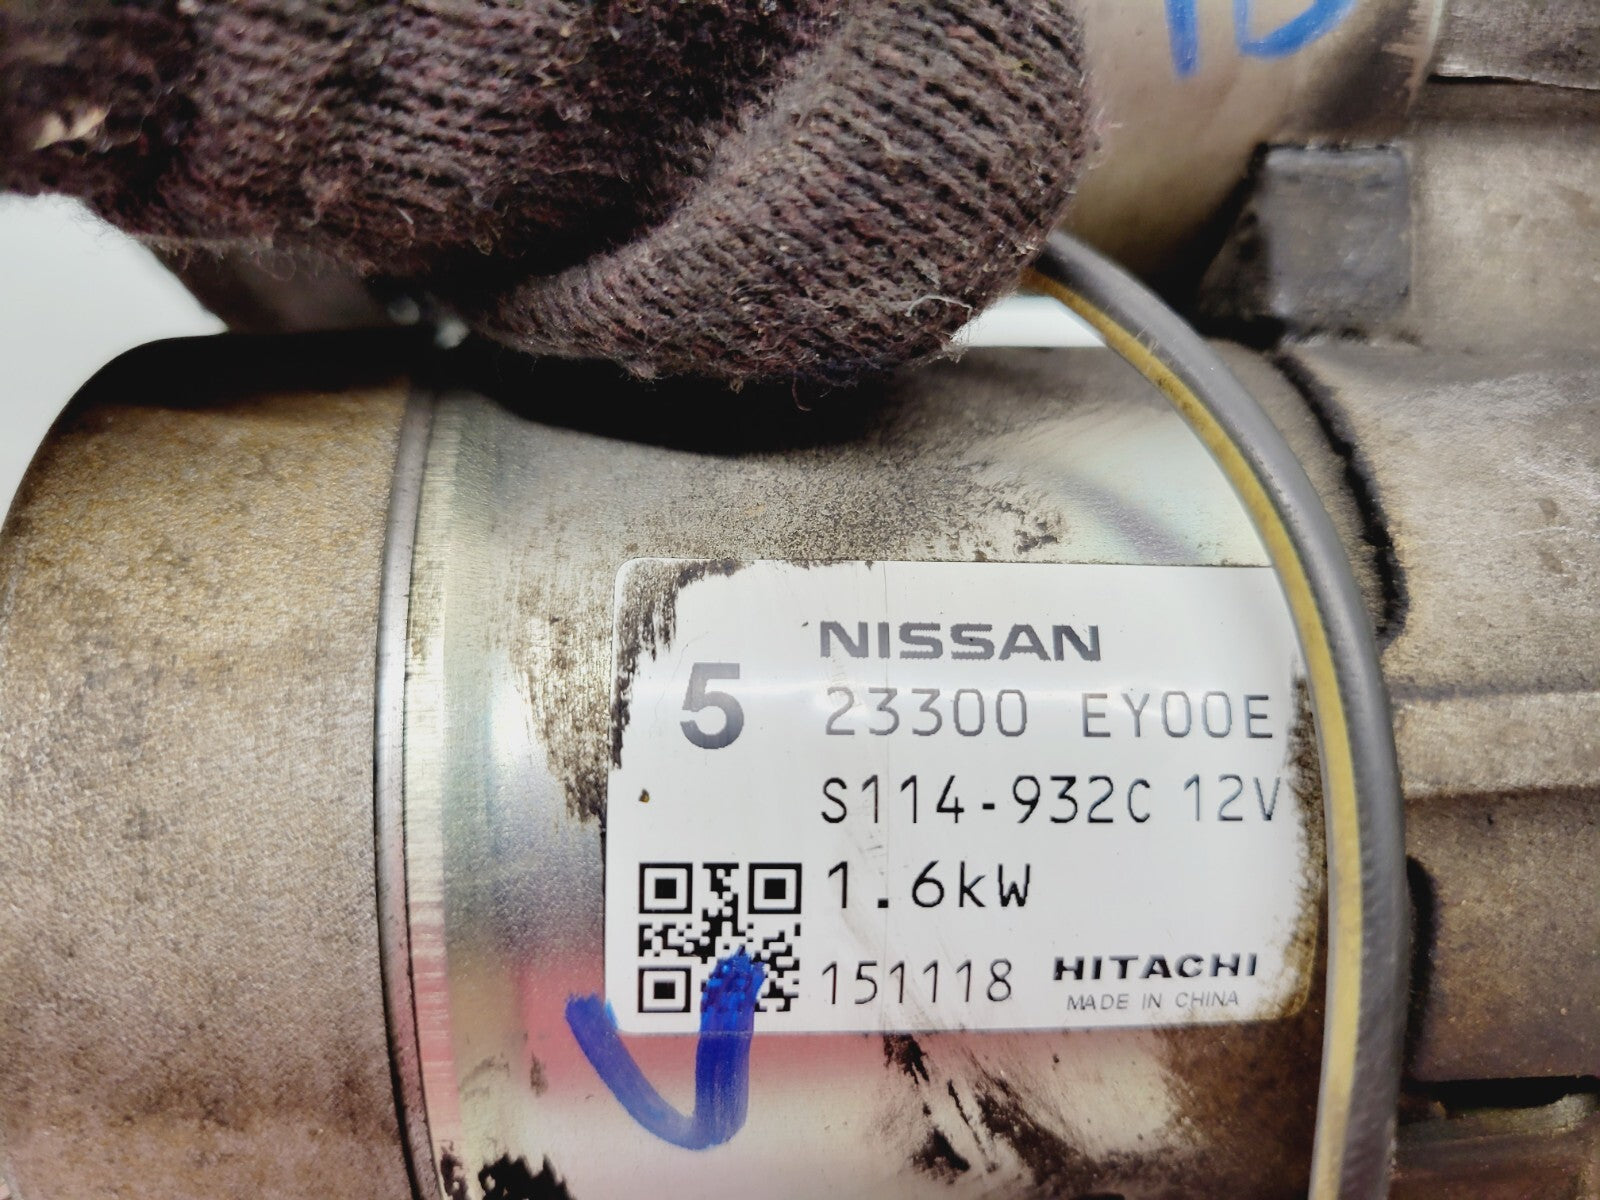 NISSAN
5
23300 EY00E
S114-932C 12V
1.6kW
151118 HITACHI
MADE IN CHINA